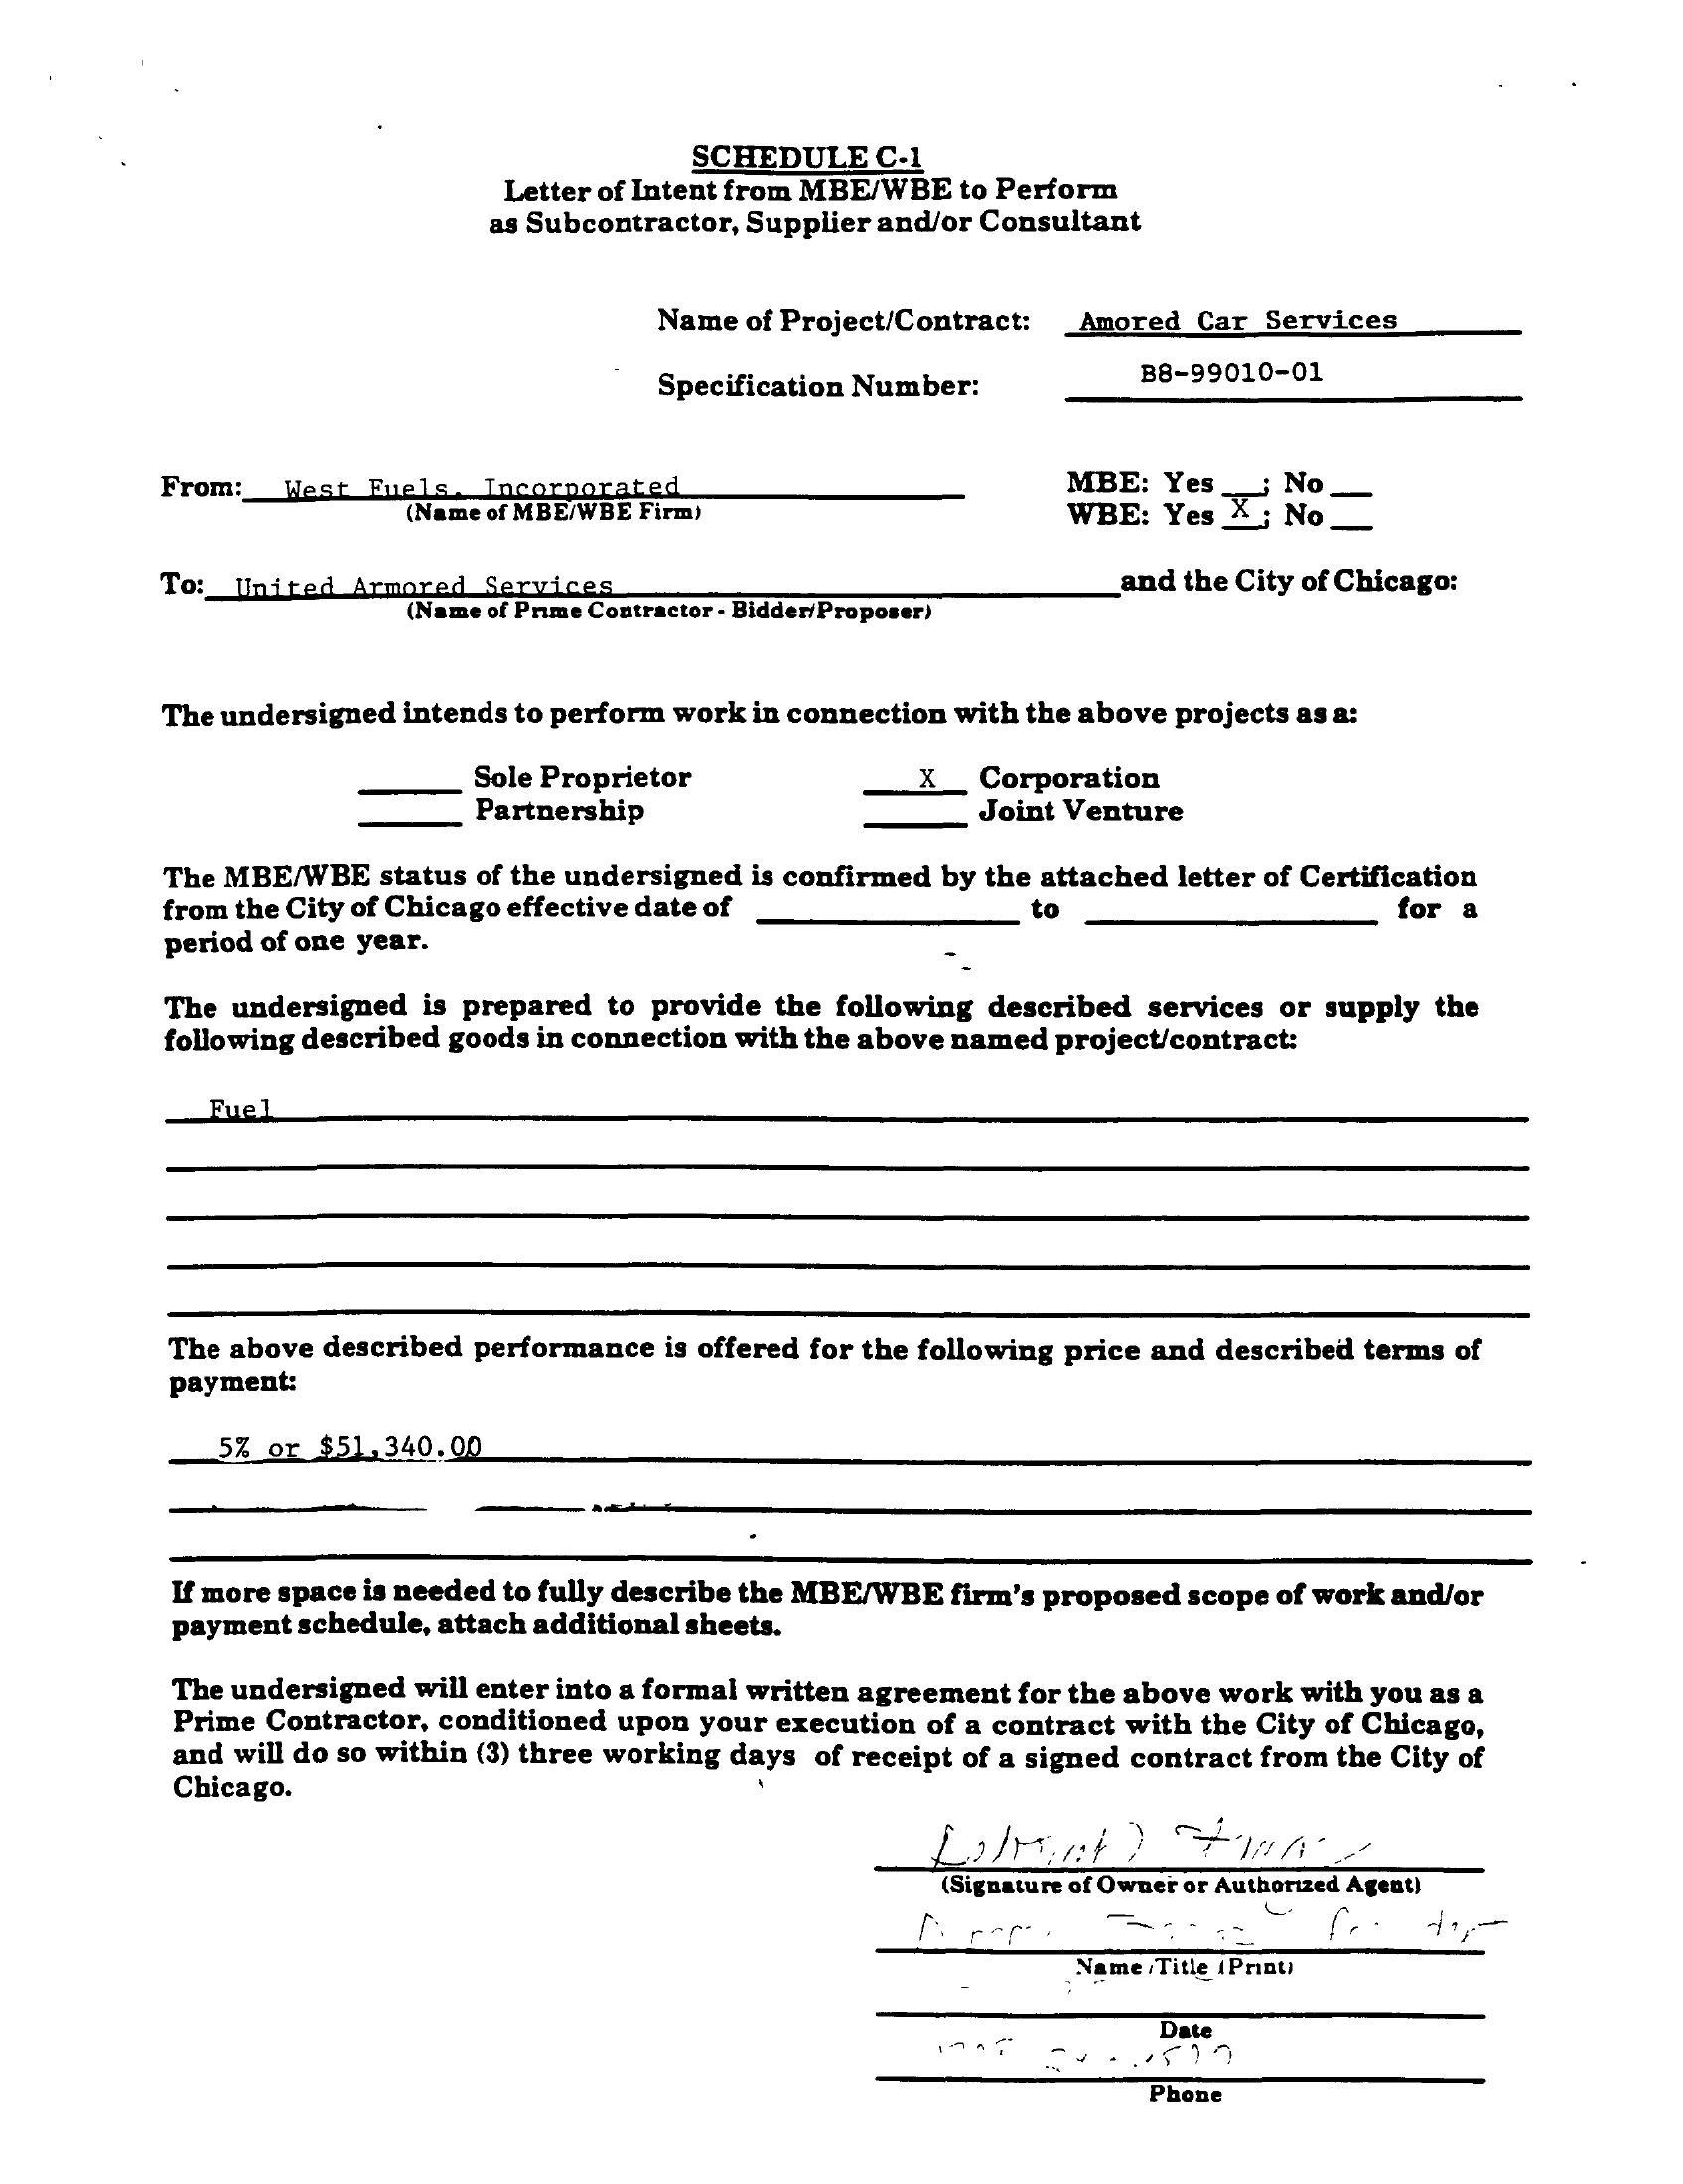 SCHEDULE C-1
Letter of Intent from MBE/WBE to Perform
as Subcontractor, Supplier and/or Consultant
Name of Project/Contract: Amored Car Services
Specification Number: B8-99010-01
From: West Fuels, Incorporated
(Name of MBE/WBE Firm)
MBE: Yes __; No __
WBE: Yes X; No __
To: United Armored Services and the City of Chicago:
(Name of Prime Contractor - Bidder/Proposer)
The undersigned intends to perform work in connection with the above projects as a:
____ Sole Proprietor X Corporation
____ Partnership ____ Joint Venture
The MBE/WBE status of the undersigned is confirmed by the attached letter of Certification
from the City of Chicago effective date of ____ to ____ for a
period of one year.
The undersigned is prepared to provide the following described services or supply the
following described goods in connection with the above named project/contract:
Fuel
The above described performance is offered for the following price and described terms of
payment:
5% or $51,340.00
If more space is needed to fully describe the MBE/WBE firm's proposed scope of work and/or
payment schedule, attach additional sheets.
The undersigned will enter into a formal written agreement for the above work with you as a
Prime Contractor, conditioned upon your execution of a contract with the City of Chicago,
and will do so within (3) three working days of receipt of a signed contract from the City of
Chicago.
(Signature of Owner or Authorized Agent)
Name/Title (Print)
Date
Phone